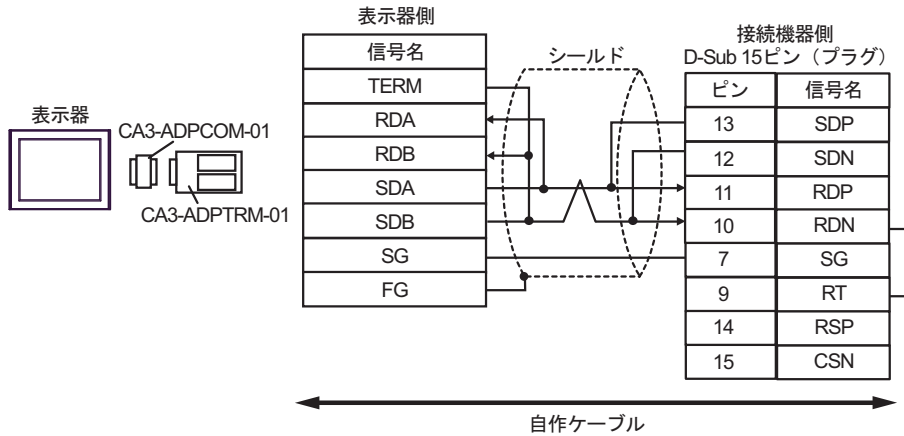 表示器側
接続機器側
D-Sub 15ピン（プラグ）
信号名
シールド
ピン 信号名
TERM
RDA
RDB
SDA
SDB
SG
FG
13 SDP
12 SDN
11 RDP
10 RDN
7 SG
9 RT
14 RSP
15 CSN
表示器
CA3-ADPCOM-01
CA3-ADPTRM-01
自作ケーブル